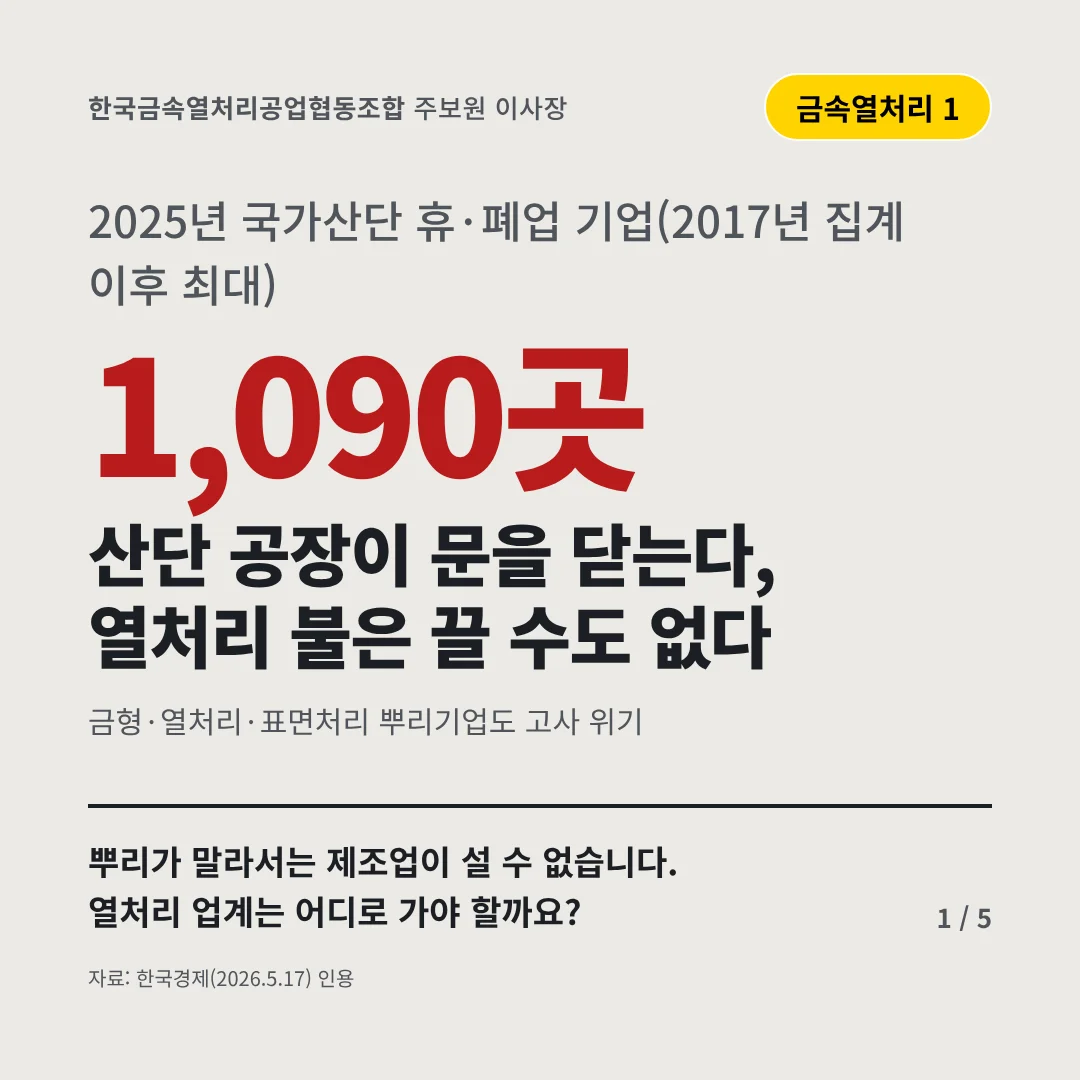 한국금속열처리공업협동조합 주보원 이사장
금속열처리 1
2025년 국가산단 휴·폐업 기업(2017년 집계
이후 최대)
1,090곳
산단 공장이 문을 닫는다,
열처리 불은 끌 수도 없다
금형·열처리·표면처리 뿌리기업도 고사 위기
뿌리가 말라서는 제조업이 설 수 없습니다.
열처리 업계는 어디로 가야 할까요?
1 / 5
자료: 한국경제(2026.5.17) 인용